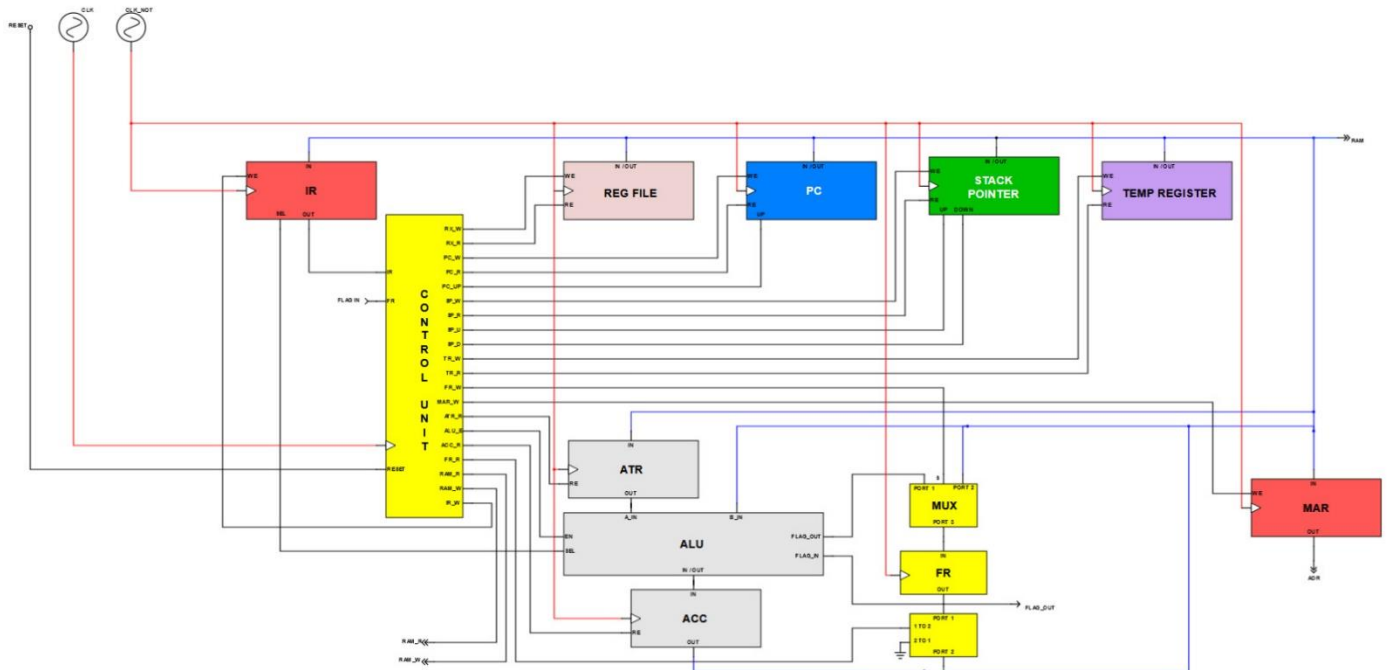 CLK
CLK_NOT
RESET
RAM
IN
WE
IR
SEL OUT
IN /OUT
WE
REG FILE
RE
IN /OUT
WE
PC
RE
UP
IN /OUT
WE
STACK
POINTER
RE
UP DOWN
IN /OUT
WE
TEMP REGISTER
RE
IR
FLAG IN
FR
CONTROL UNIT
RESET
RX_W
RX_R
PC_W
PC_R
PC_UP
SP_W
SP_R
SP_U
SP_D
TR_W
TR_R
FR_W
MAR_W
ATR_R
ALU_E
ACC_R
FR_R
RAM_R
RAM_W
IR_W
IN
ATR
RE
OUT
A_IN B_IN
EN
ALU
SEL
FLAG_OUT
FLAG_IN
IN /OUT
IN
ACC
RE
OUT
S
PORT 1 PORT 2
MUX
PORT 3
IN
FR
OUT
FLAG_OUT
PORT 1
1 TO 2
2 TO 1
PORT 2
IN
WE
MAR
OUT
ADR
RAM_R
RAM_W